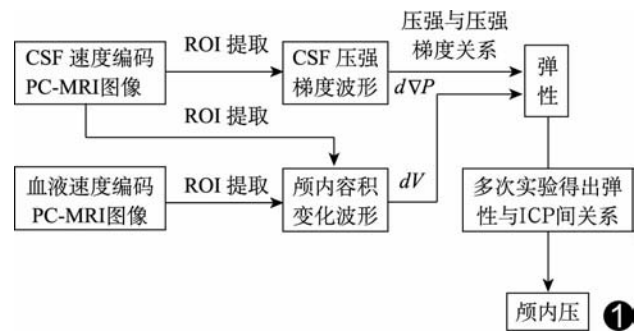 压强与压强
梯度关系
CSF 速度编码
PC-MRI图像
ROI 提取
CSF 压强
梯度波形
d∇P
弹
性
ROI 提取
血液速度编码
PC-MRI图像
ROI 提取
颅内容积
变化波形
dV
多次实验得出弹
性与ICP间关系
颅内压
1